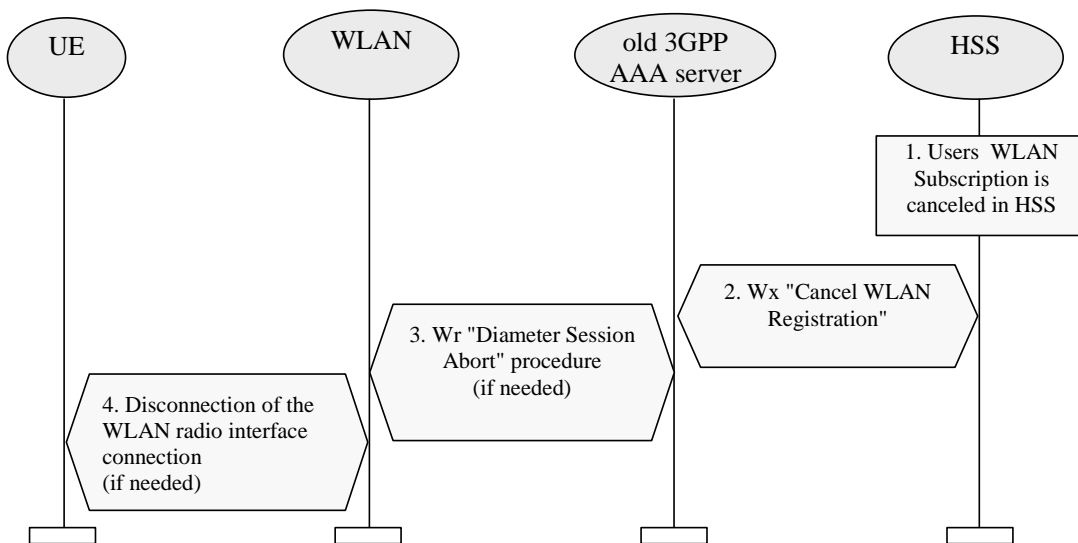 UE
WLAN
old 3GPP
AAA server
HSS
1. Users WLAN
Subscription is
canceled in HSS
2. Wx "Cancel WLAN
Registration"
3. Wr "Diameter Session
Abort" procedure
(if needed)
4. Disconnection of the
WLAN radio interface
connection
(if needed)